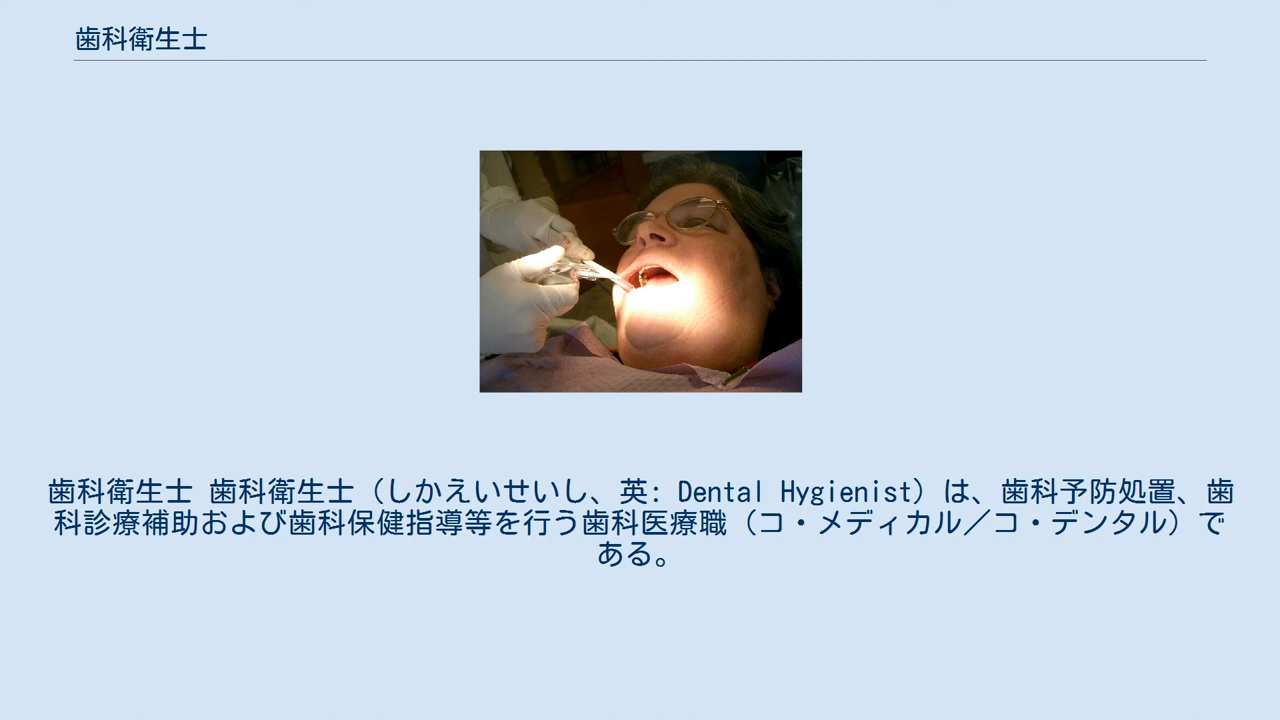 歯科衛生士
歯科衛生士 歯科衛生士（しかえいせいし、英: Dental Hygienist）は、歯科予防処置、歯
科診療補助および歯科保健指導等を行う歯科医療職（コ・メディカル／コ・デンタル）で
ある。